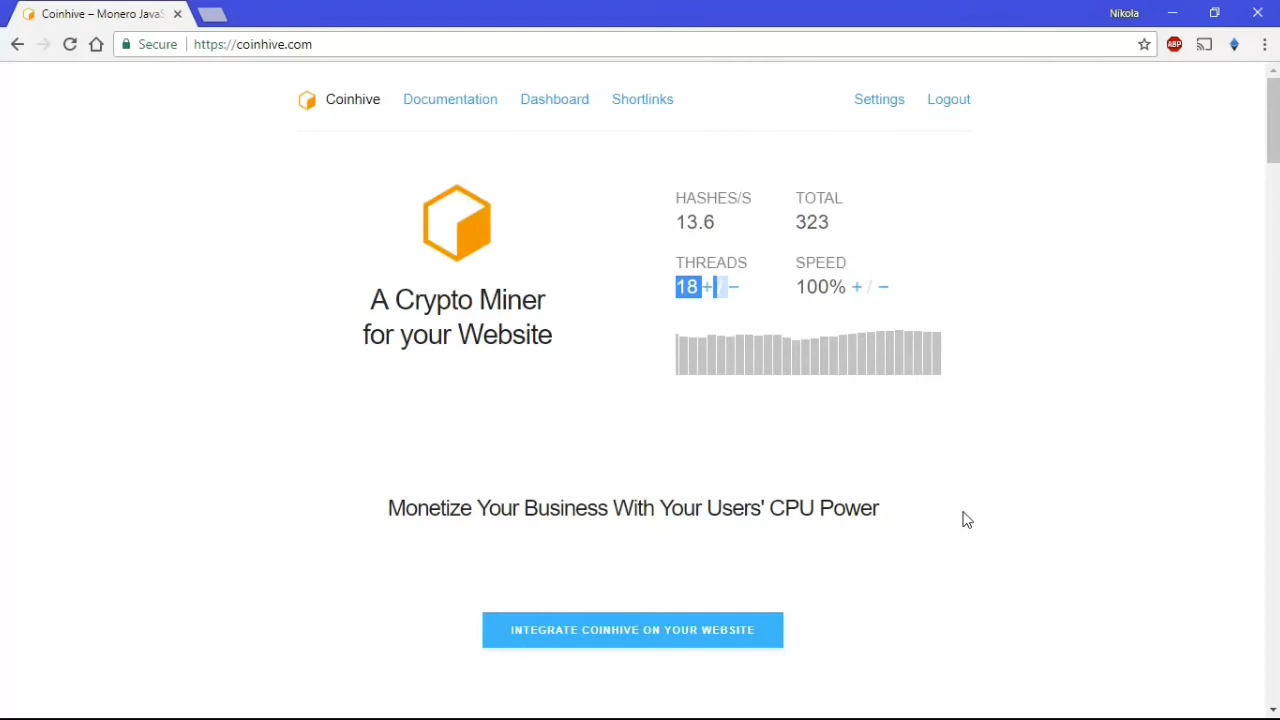 Coinhive – Monero JavaS
Nikola
Secure https://coinhive.com
ABP
Coinhive Documentation Dashboard Shortlinks Settings Logout
HASHES/S TOTAL
13.6 323
THREADS SPEED
18 + / − 100% + / −
A Crypto Miner
for your Website
Monetize Your Business With Your Users' CPU Power
INTEGRATE COINHIVE ON YOUR WEBSITE